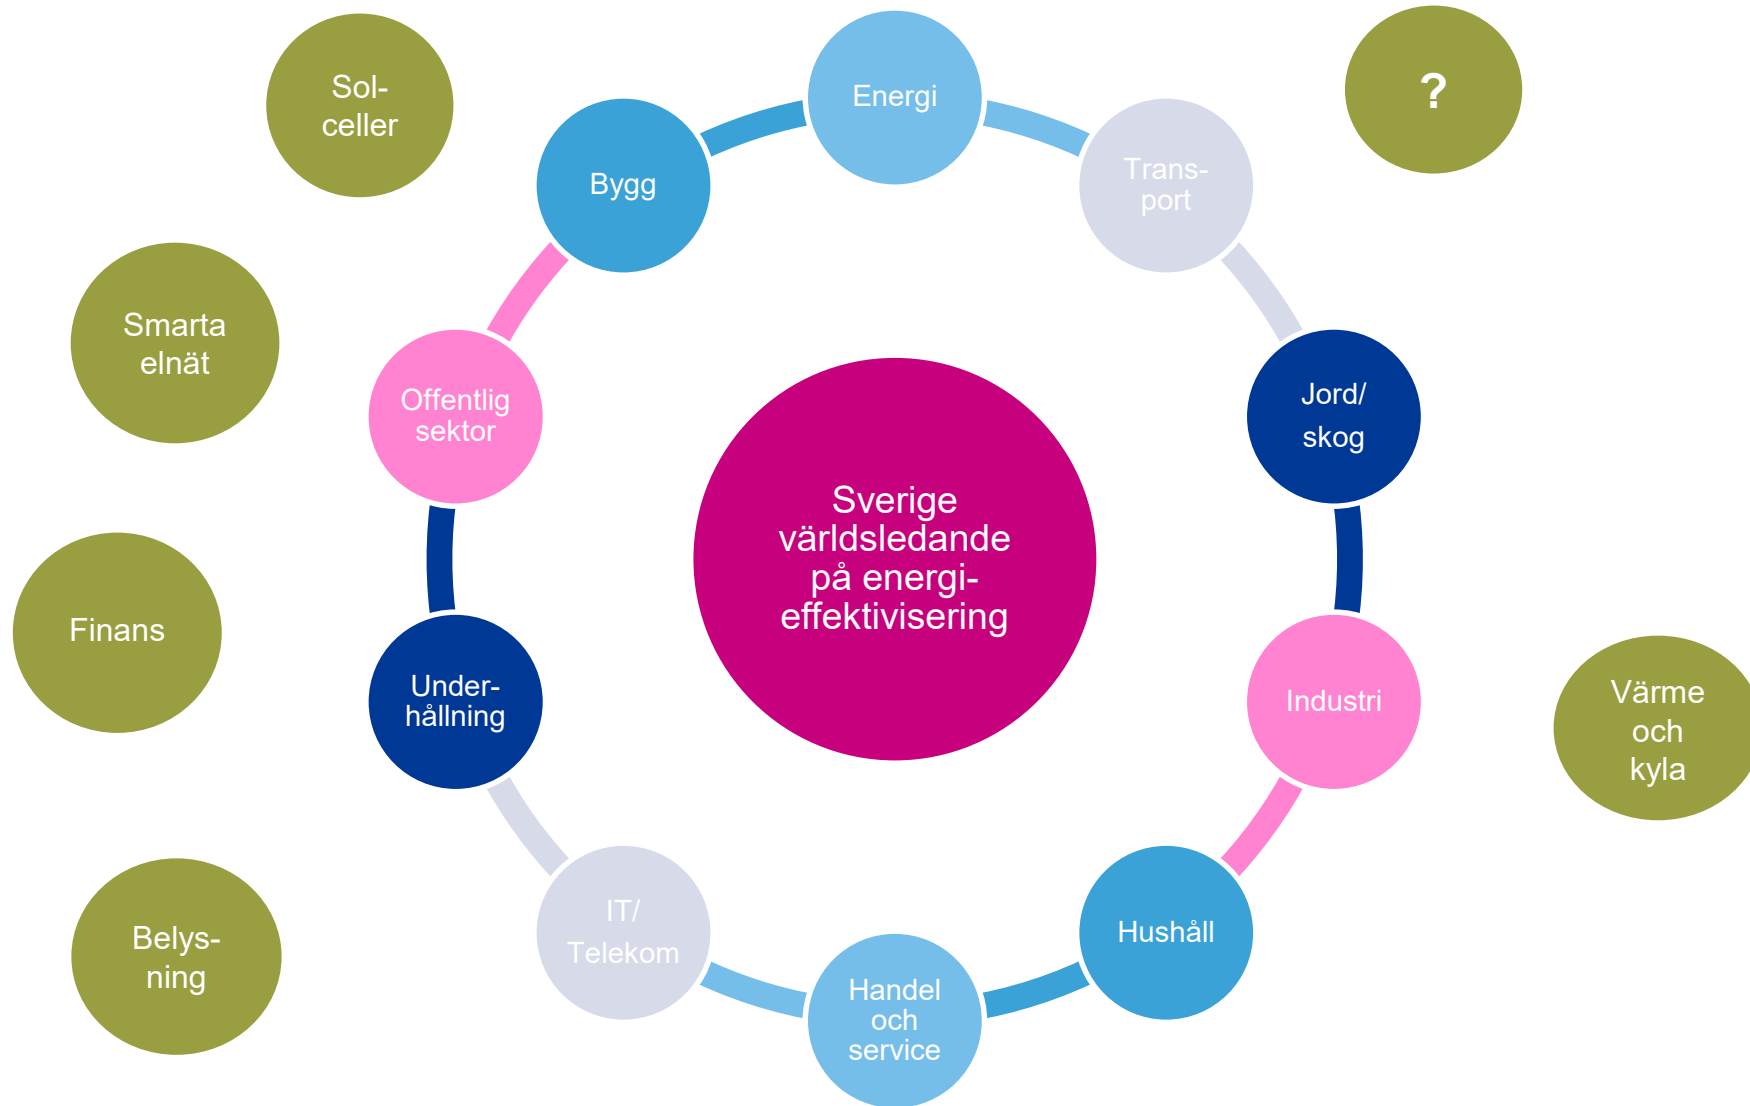 Sol-
celler
Energi
?
Bygg
Trans-
port
Smarta
elnät
Offentlig
sektor
Jord/
skog
Sverige
världsledande
på energi-
effektivisering
Finans
Under-
hållning
Industri
Värme
och
kyla
IT/
Telekom
Hushåll
Belys-
ning
Handel
och
service